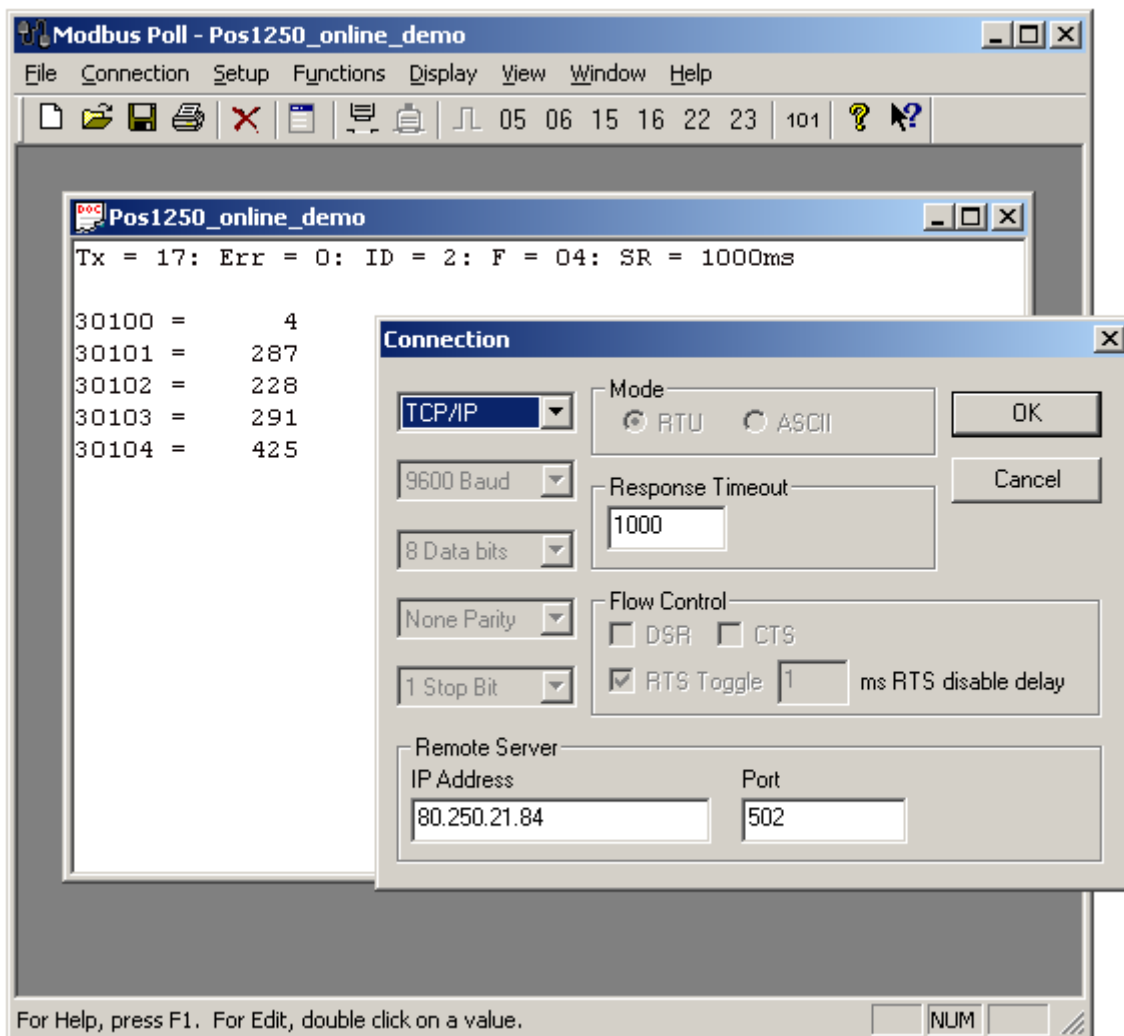 Modbus Poll - Pos1250_online_demo
File Connection Setup Functions Display View Window Help
05 06 15 16 22 23 101
DOC Pos1250_online_demo
Tx = 17: Err = 0: ID = 2: F = 04: SR = 1000ms
30100 = 4
30101 = 287
30102 = 228
30103 = 291
30104 = 425
Connection
TCP/IP
9600 Baud
8 Data bits
None Parity
1 Stop Bit
Mode
RTU ASCII
Response Timeout
1000
OK
Cancel
Flow Control
DSR CTS
RTS Toggle 1 ms RTS disable delay
Remote Server
IP Address Port
80.250.21.84 502
For Help, press F1. For Edit, double click on a value. NUM